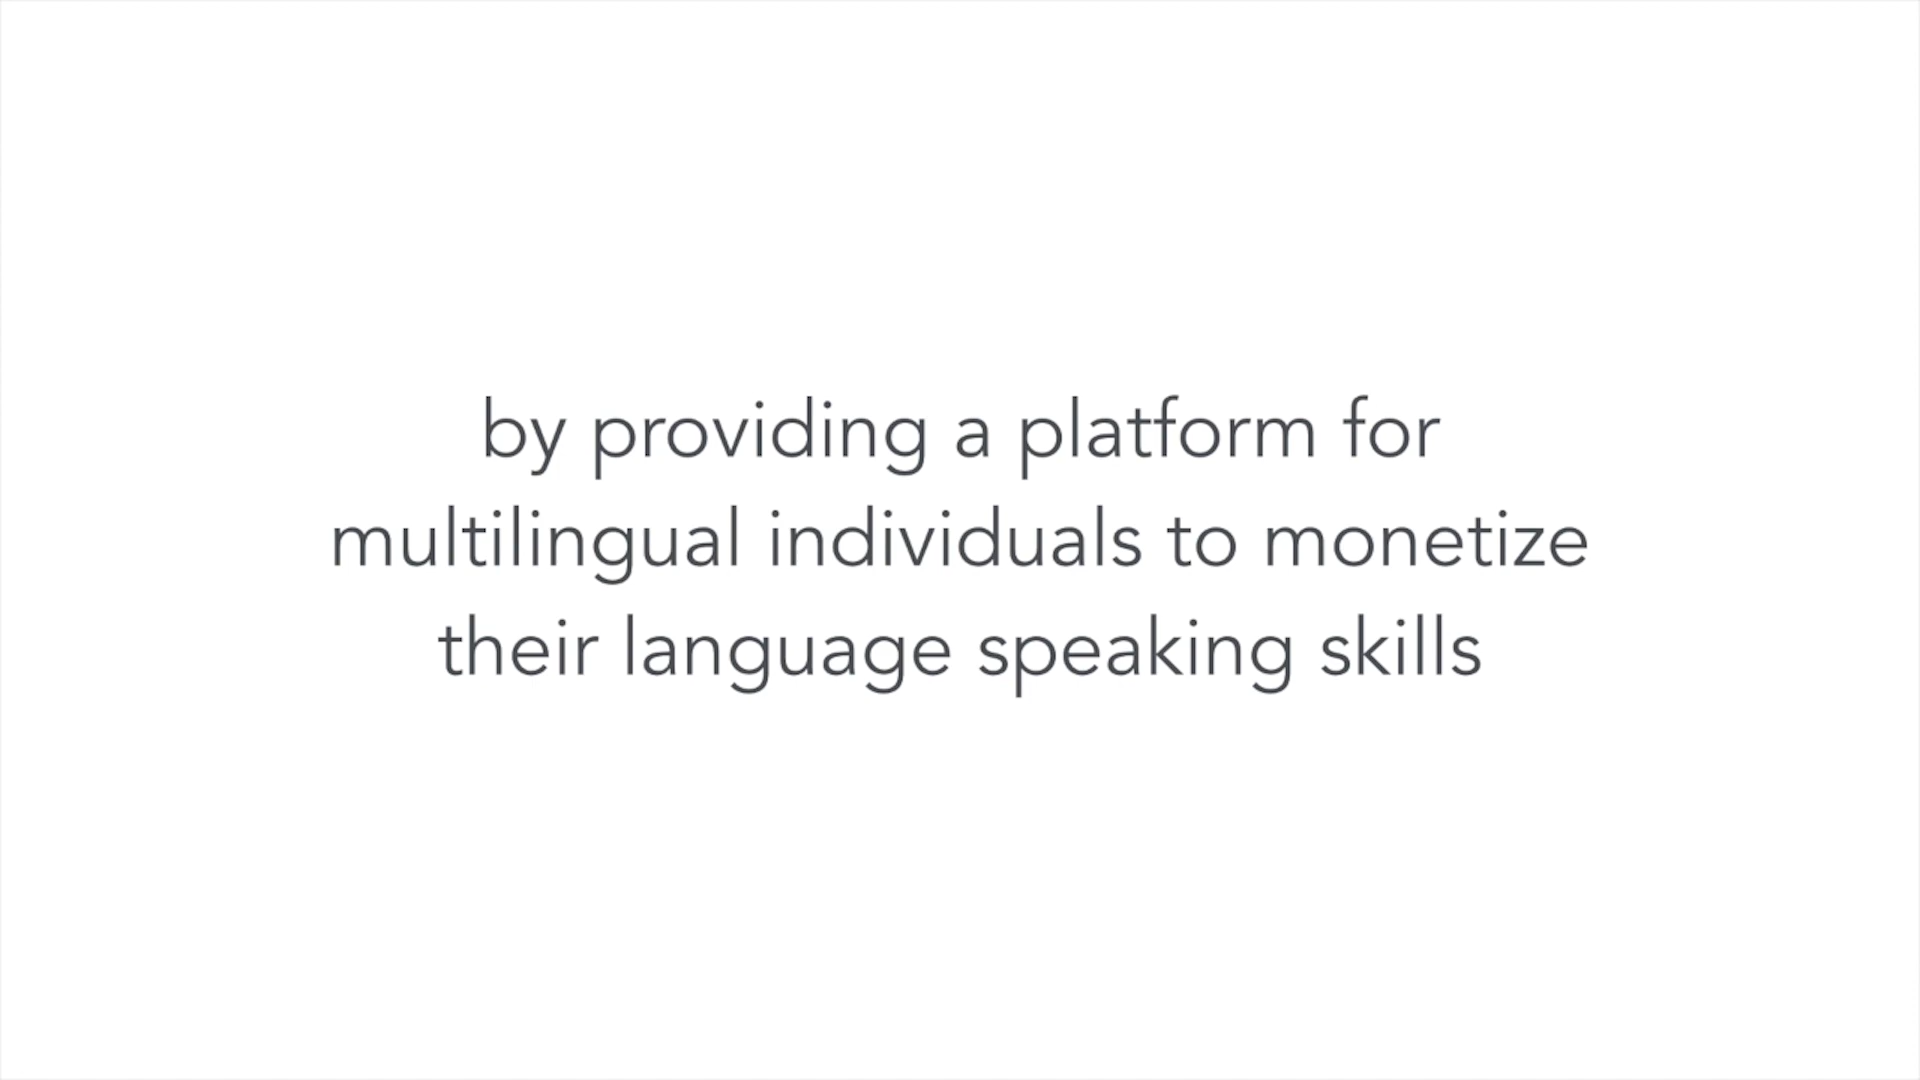 by providing a platform for
multilingual individuals to monetize
their language speaking skills